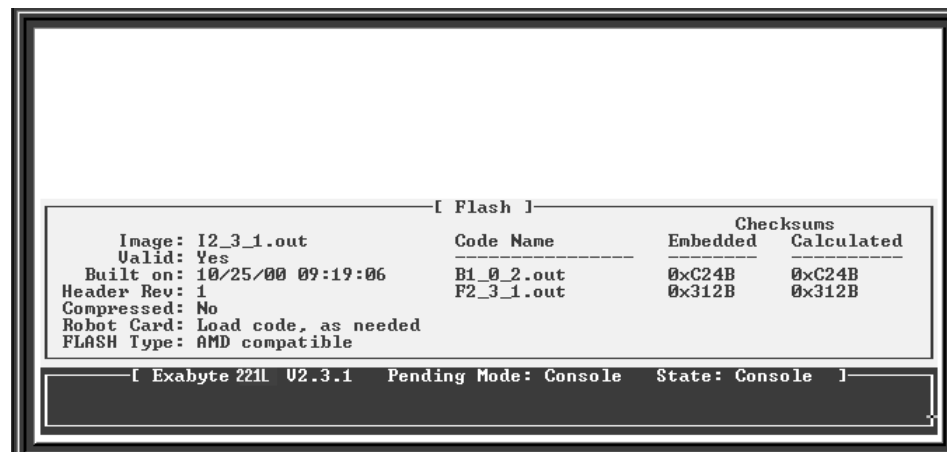 [ Flash ]
Checksums
Image: I2_3_1.out Code Name Embedded Calculated
Valid: Yes ---------------- -------- ----------
Built on: 10/25/00 09:19:06 B1_0_2.out 0xC24B 0xC24B
Header Rev: 1 F2_3_1.out 0x312B 0x312B
Compressed: No
Robot Card: Load code, as needed
FLASH Type: AMD compatible
[ Exabyte 221L V2.3.1 Pending Mode: Console State: Console ]